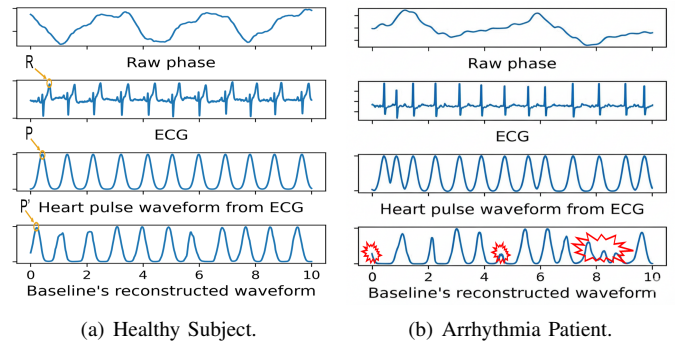 Raw phase
R
ECG
P
Heart pulse waveform from ECG
P'
0 2 4 6 8 10
Baseline's reconstructed waveform
(a) Healthy Subject.
Raw phase
ECG
Heart pulse waveform from ECG
0 2 4 6 8 10
Baseline's reconstructed waveform
(b) Arrhythmia Patient.